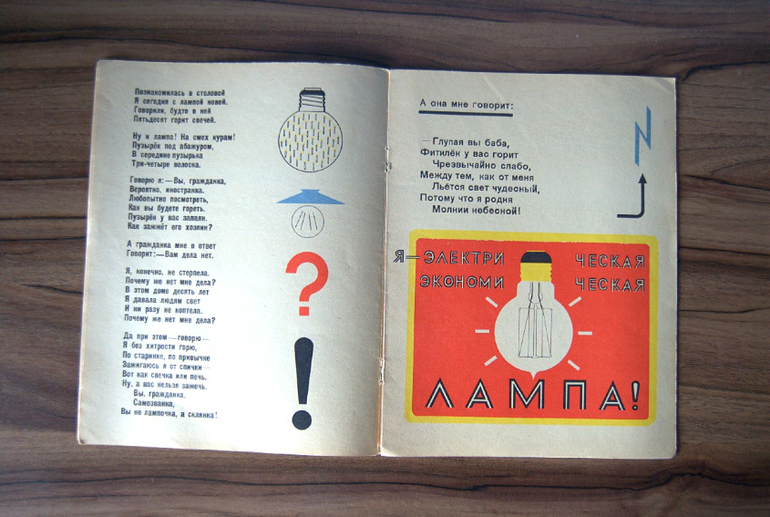 Познакомилась в столовой
Я сегодня с лампой новой.
Говорили, будто в ней
Пятьдесят горит свечей.
Ну и лампа! На смех курам!
Пузырёк под абажуром,
В середине пузырька
Три-четыре волоска.
Говорю я:—Вы, гражданка,
Вероятно, иностранка.
Любопытно посмотреть,
Как вы будете гореть.
Пузырёк у вас запаян.
Как зажжёт его хозяин?
А гражданка мне в ответ
Говорит:—Вам дела нет.
Я, конечно, не стерпела.
Почему же нет мне дела?
В этом доме десять лет
Я давала людям свет
И ни разу не коптела.
Почему же нет мне дела?
Да при этом—говорю—
Я без хитрости горю,
По старинке, по привычке
Зажигаюсь я от спички—
Вот как свечка или печь.
Ну, а вас нельзя зажечь.
Вы, гражданка,
Самозванка,
Вы не лампочка, а склянка!
?
!
А она мне говорит:
—Глупая вы баба,
Фитилёк у вас горит
Чрезвычайно слабо,
Между тем, как от меня
Льётся свет чудесный,
Потому что я родня
Молнии небесной!
Я—ЭЛЕКТРИ ЧЕСКАЯ
ЭКОНОМИ ЧЕСКАЯ
ЛАМПА!